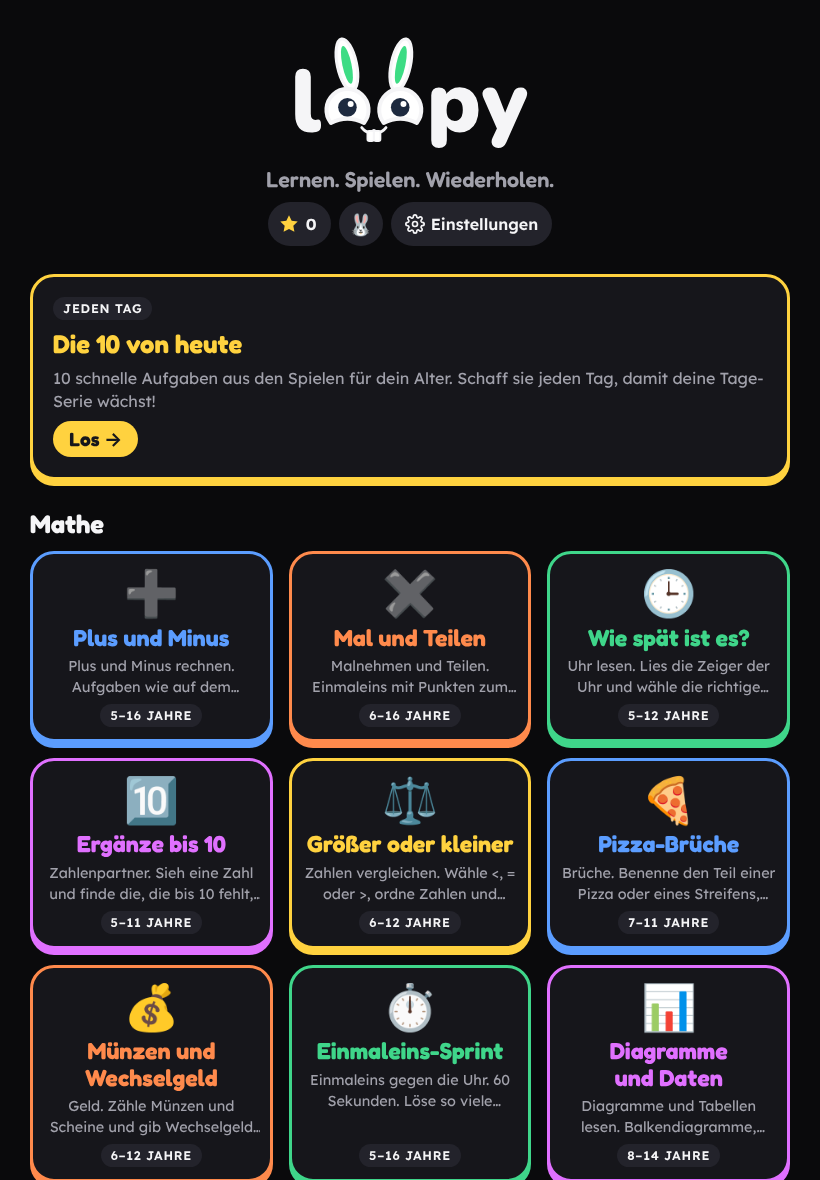 loopy
Lernen. Spielen. Wiederholen.
0
Einstellungen
JEDEN TAG
Die 10 von heute
10 schnelle Aufgaben aus den Spielen für dein Alter. Schaff sie jeden Tag, damit deine Tage-
Serie wächst!
Los →
Mathe
Plus und Minus
Plus und Minus rechnen.
Aufgaben wie auf dem…
5–16 JAHRE
Mal und Teilen
Malnehmen und Teilen.
Einmaleins mit Punkten zum…
6–16 JAHRE
Wie spät ist es?
Uhr lesen. Lies die Zeiger der
Uhr und wähle die richtige…
5–12 JAHRE
10
Ergänze bis 10
Zahlenpartner. Sieh eine Zahl
und finde die, die bis 10 fehlt,…
5–11 JAHRE
Größer oder kleiner
Zahlen vergleichen. Wähle <, =
oder >, ordne Zahlen und…
6–12 JAHRE
Pizza-Brüche
Brüche. Benenne den Teil einer
Pizza oder eines Streifens,…
7–11 JAHRE
$
Münzen und
Wechselgeld
Geld. Zähle Münzen und
Scheine und gib Wechselgeld…
6–12 JAHRE
Einmaleins-Sprint
Einmaleins gegen die Uhr. 60
Sekunden. Löse so viele…
5–16 JAHRE
Diagramme
und Daten
Diagramme und Tabellen
lesen. Balkendiagramme,…
8–14 JAHRE